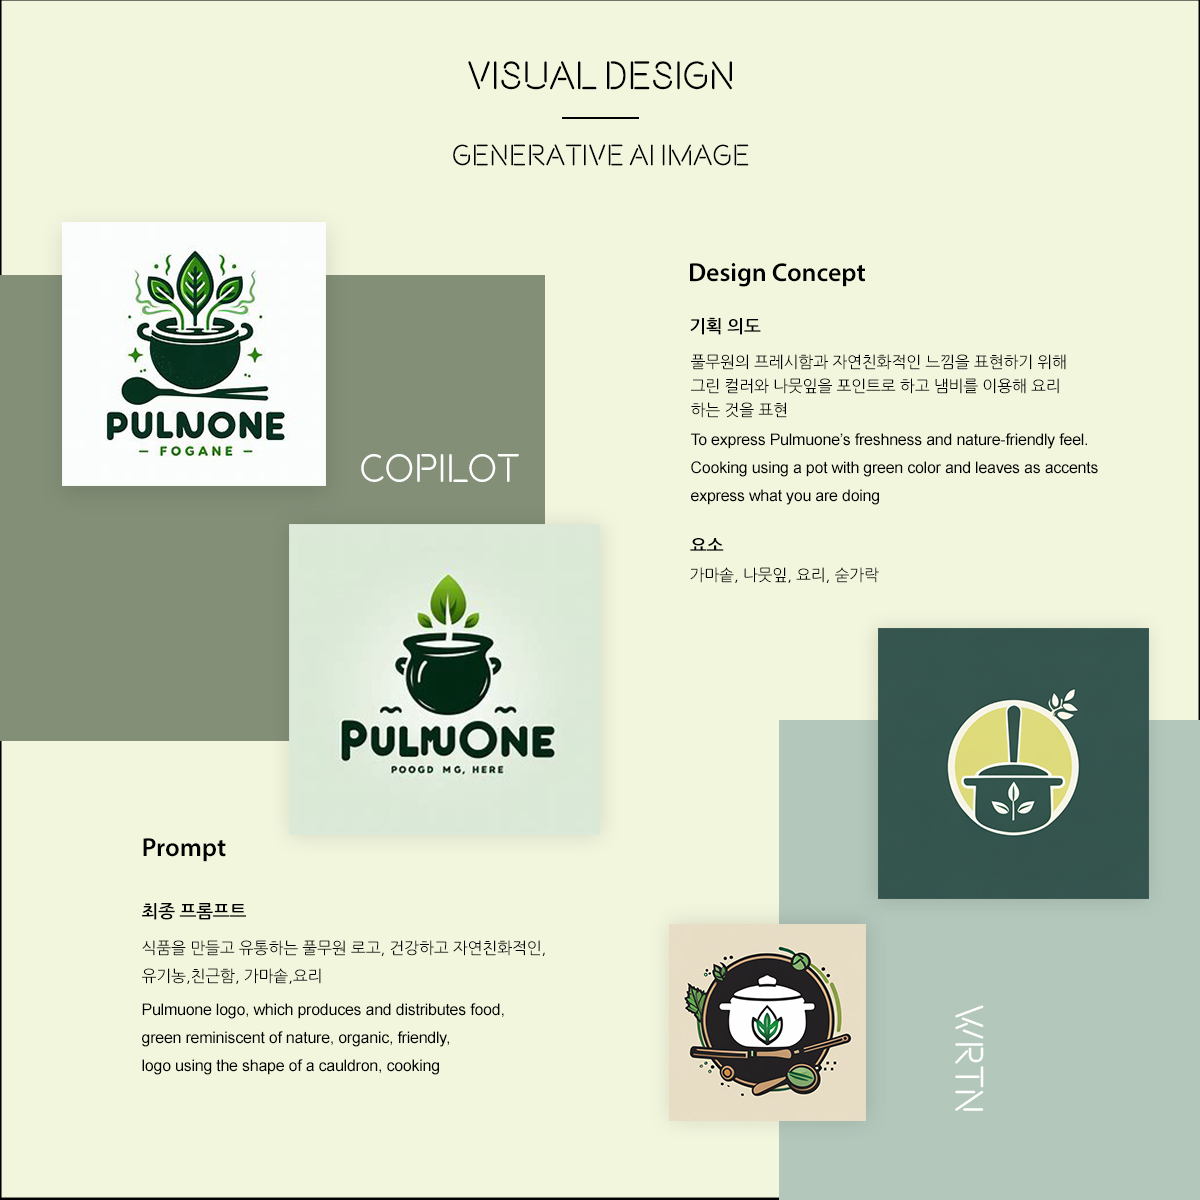 VISUAL DESIGN
GENERATIVE AI IMAGE
PULMUONE
– FOGANE –
COPILOT
Design Concept
기획 의도
풀무원의 프레시함과 자연친화적인 느낌을 표현하기 위해
그린 컬러와 나뭇잎을 포인트로 하고 냄비를 이용해 요리
하는 것을 표현
To express Pulmuone’s freshness and nature-friendly feel.
Cooking using a pot with green color and leaves as accents
express what you are doing
요소
가마솥, 나뭇잎, 요리, 숟가락
PULMUONE
POOGD MG, HERE
Prompt
최종 프롬프트
식품을 만들고 유통하는 풀무원 로고, 건강하고 자연친화적인,
유기농,친근함, 가마솥,요리
Pulmuone logo, which produces and distributes food,
green reminiscent of nature, organic, friendly,
logo using the shape of a cauldron, cooking
WRTN